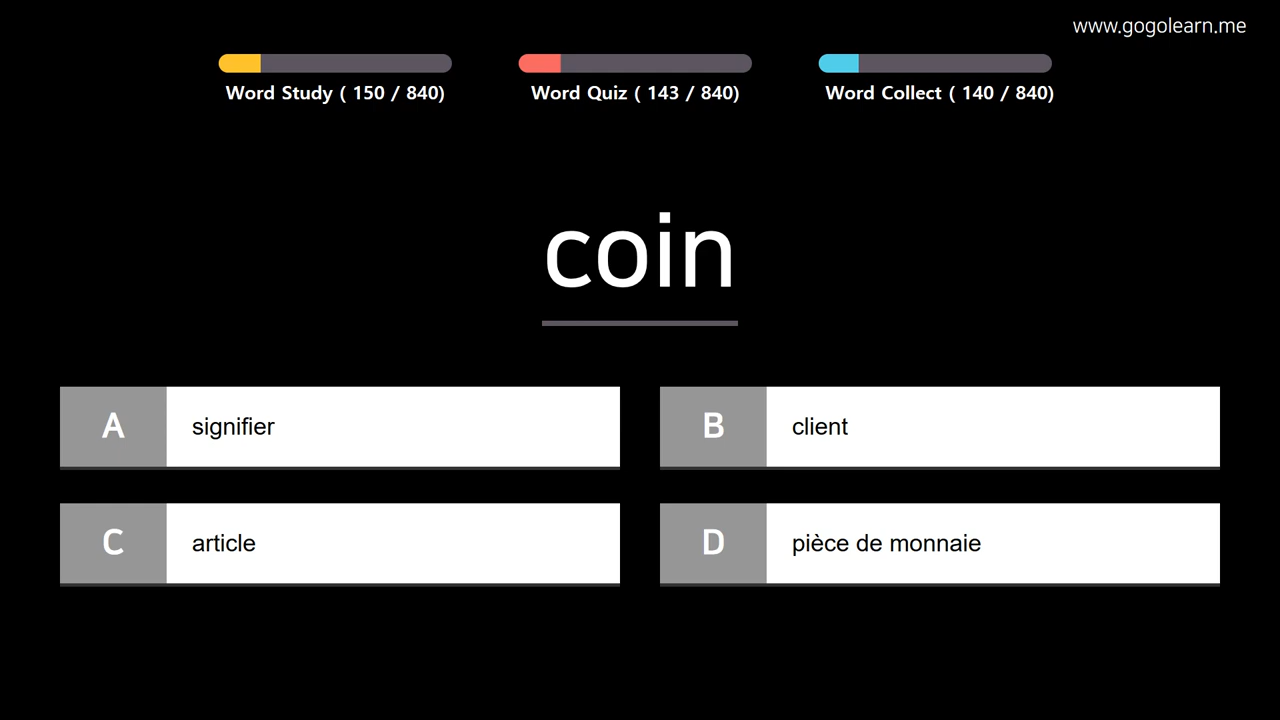 www.gogolearn.me
Word Study ( 150 / 840)
Word Quiz ( 143 / 840)
Word Collect ( 140 / 840)
coin
A signifier
B client
C article
D pièce de monnaie